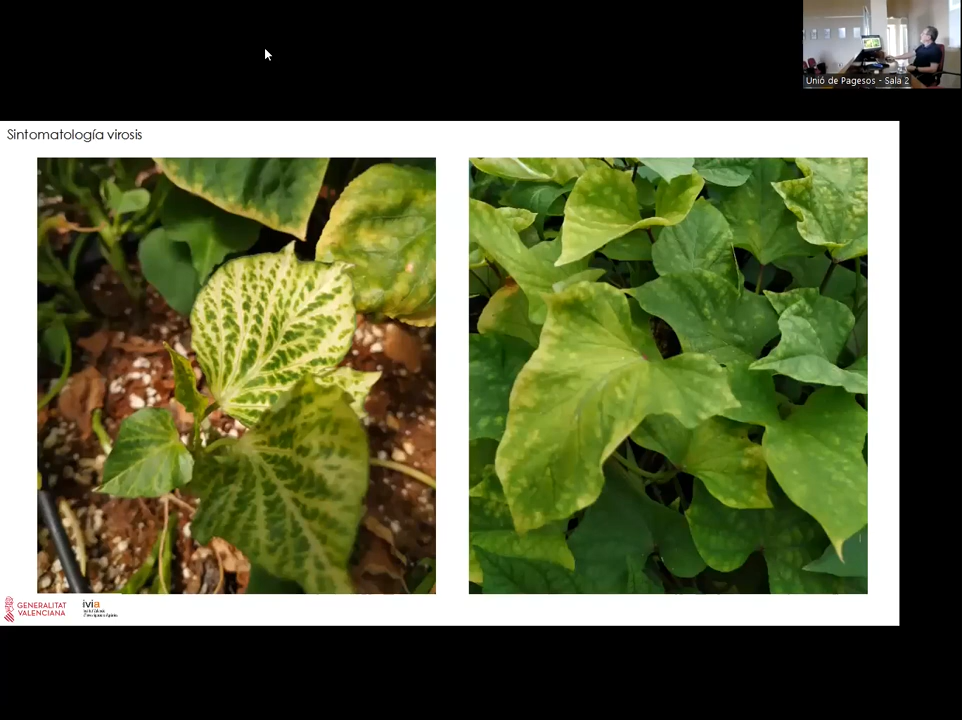 Unió de Pagesos - Sala 2
Sintomatología virosis
GENERALITAT
VALENCIANA
ivia